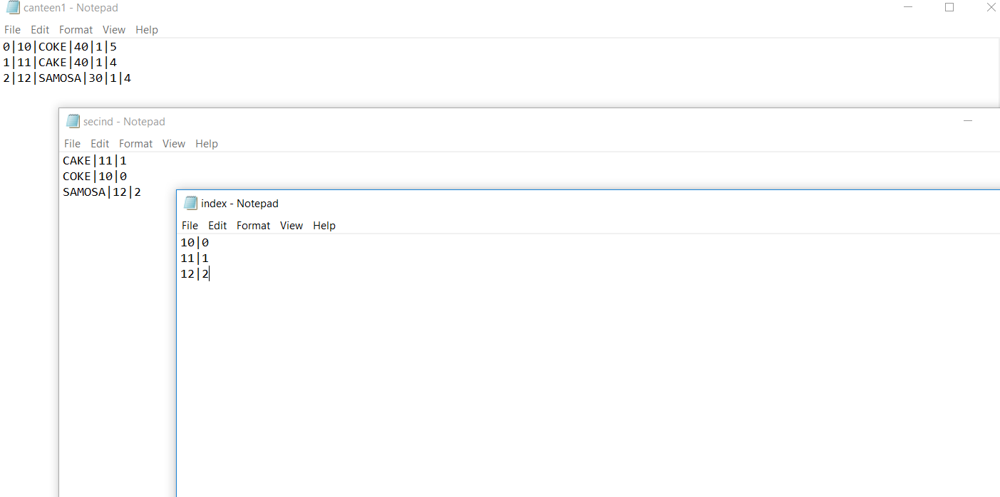 canteen1 - Notepad
File Edit Format View Help
0|10|COKE|40|1|5
1|11|CAKE|40|1|4
2|12|SAMOSA|30|1|4
secind - Notepad
File Edit Format View Help
CAKE|11|1
COKE|10|0
SAMOSA|12|2
index - Notepad
File Edit Format View Help
10|0
11|1
12|2